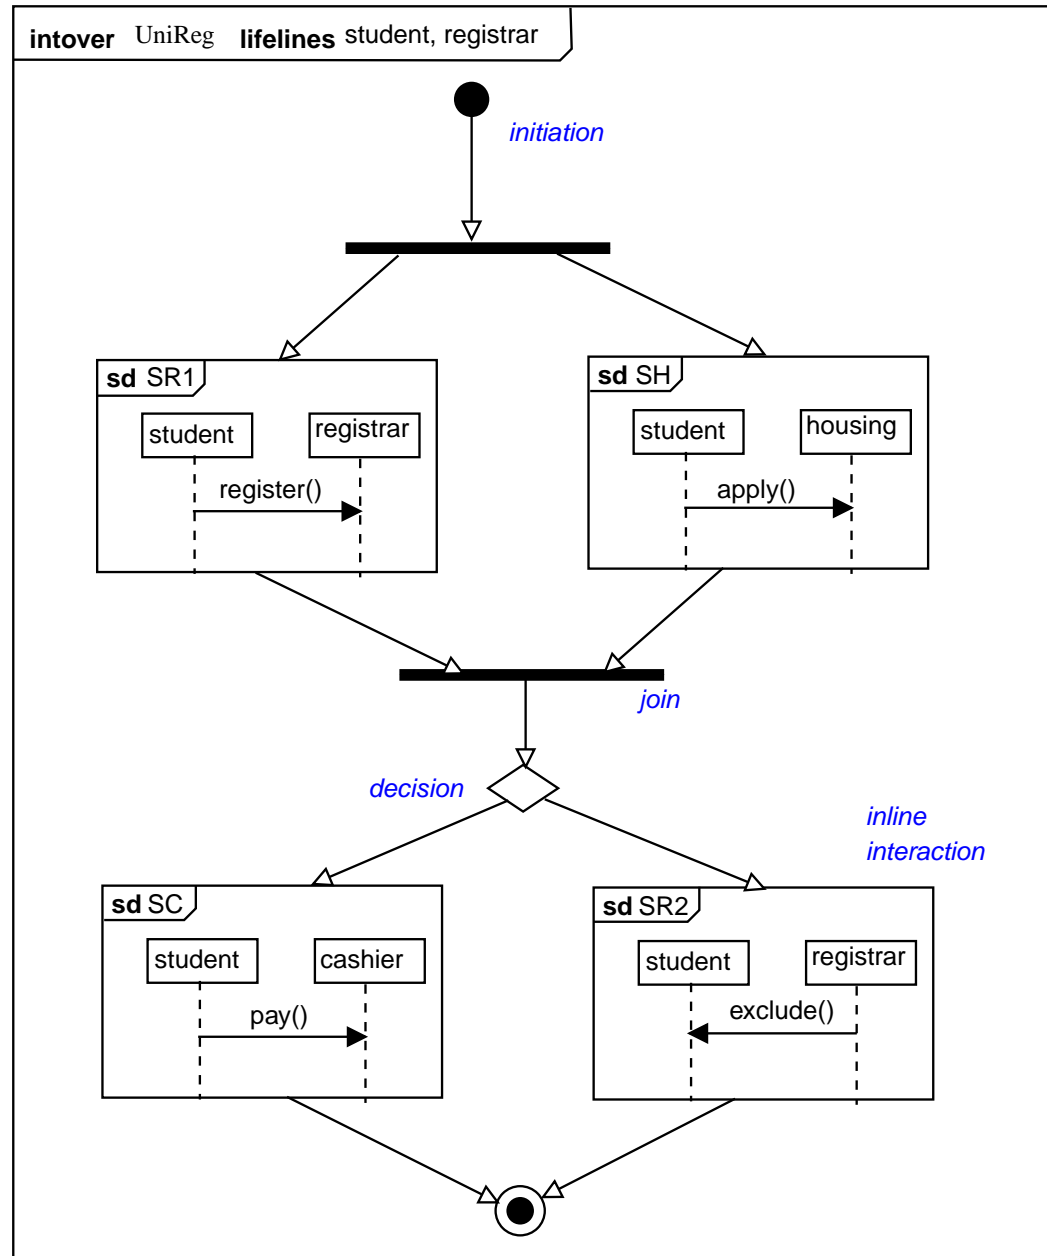 intover UniReg lifelines student, registrar
initiation
sd SR1
student registrar
register()
sd SH
student housing
apply()
join
decision
inline
interaction
sd SC
student cashier
pay()
sd SR2
student registrar
exclude()